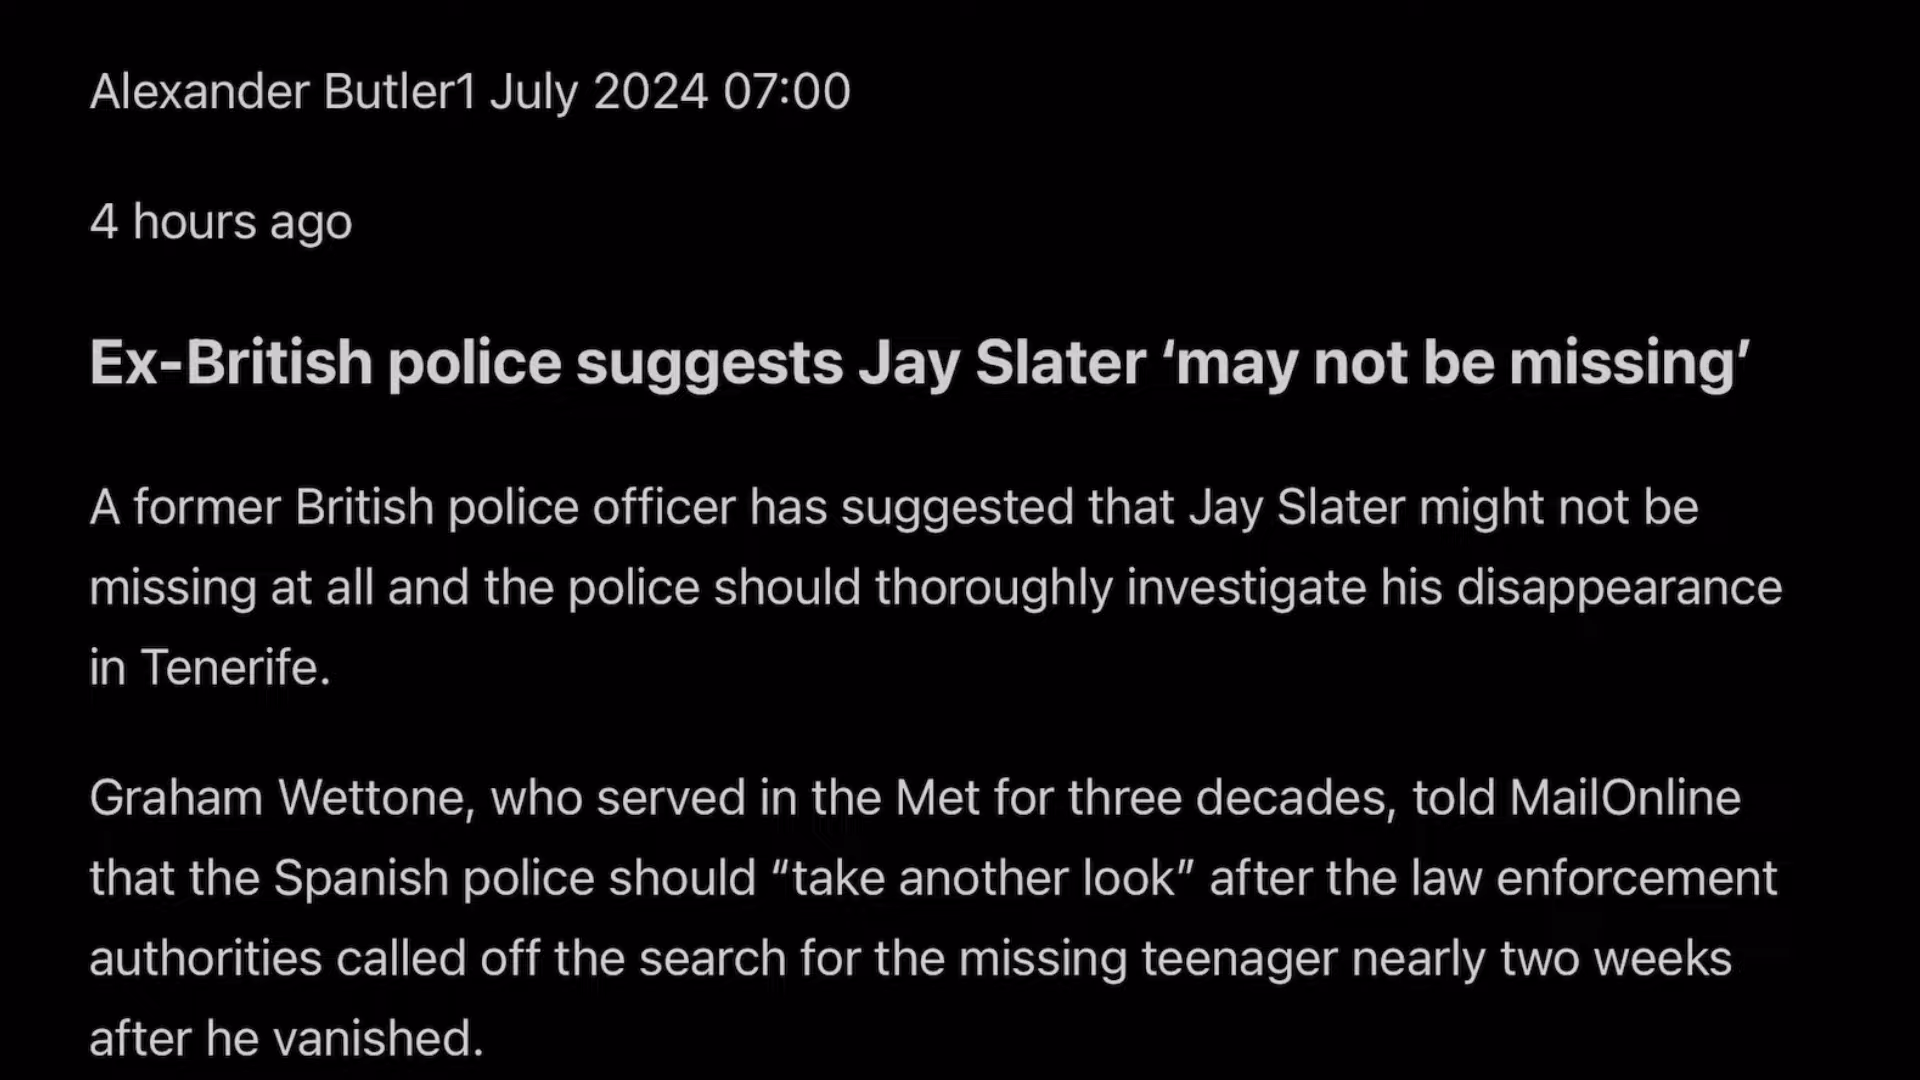 Alexander Butler1 July 2024 07:00
4 hours ago
Ex-British police suggests Jay Slater ‘may not be missing’
A former British police officer has suggested that Jay Slater might not be
missing at all and the police should thoroughly investigate his disappearance
in Tenerife.
Graham Wettone, who served in the Met for three decades, told MailOnline
that the Spanish police should “take another look” after the law enforcement
authorities called off the search for the missing teenager nearly two weeks
after he vanished.